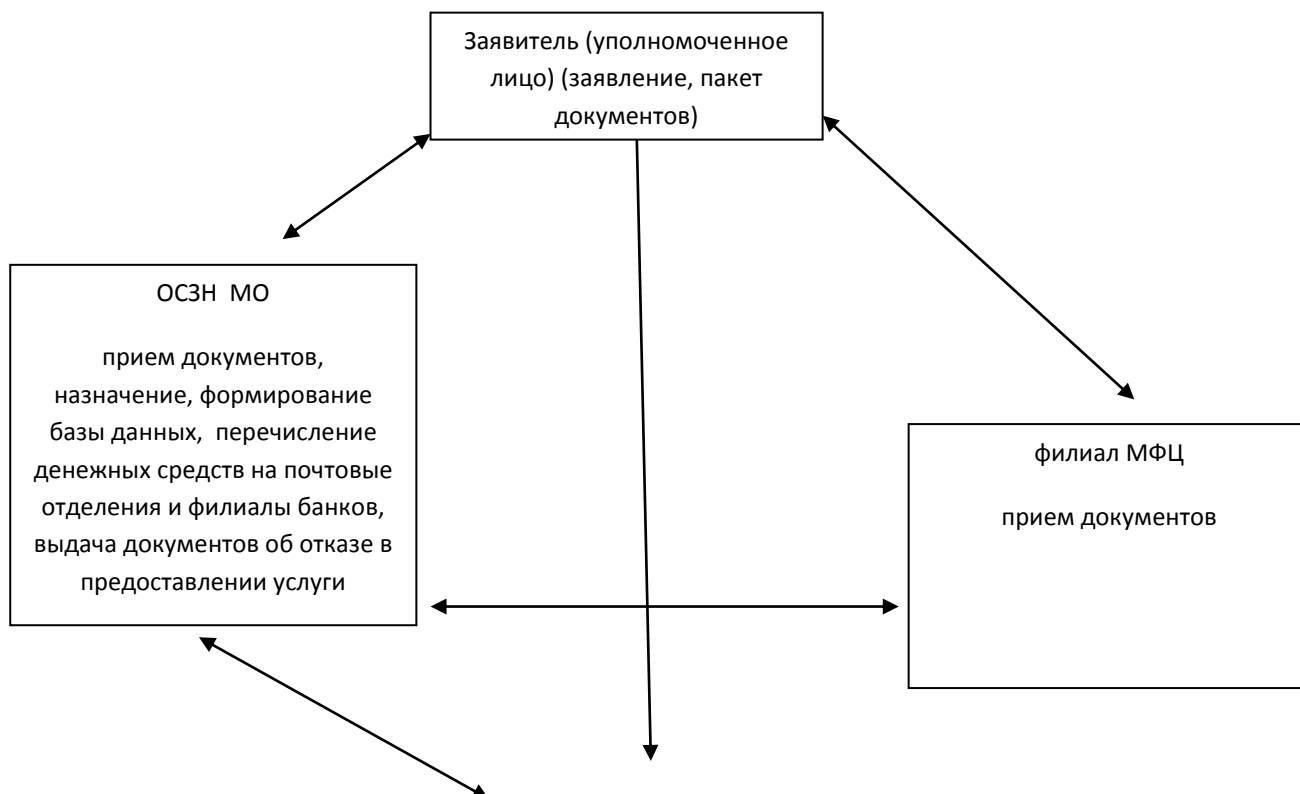 Заявитель (уполномоченное
лицо) (заявление, пакет
документов)
ОСЗН  МО
прием документов,
назначение, формирование
базы данных,  перечисление
денежных средств на почтовые
отделения и филиалы банков,
выдача документов об отказе в
предоставлении услуги
филиал МФЦ
прием документов